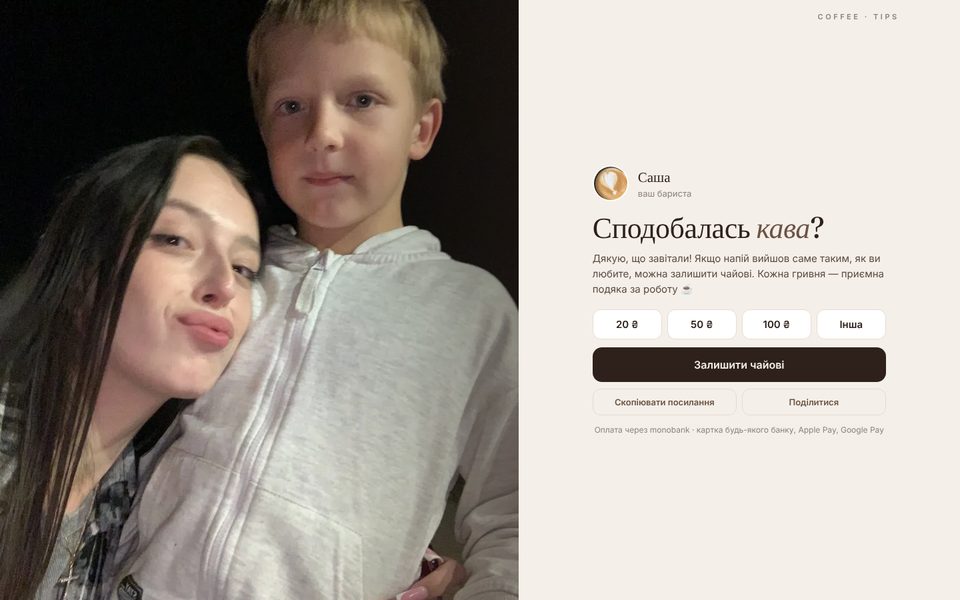 COFFEE · TIPS
Саша
ваш бариста
Сподобалась кава?
Дякую, що завітали! Якщо напій вийшов саме таким, як ви
любите, можна залишити чайові. Кожна гривня — приємна
подяка за роботу ☕
20 ₴
50 ₴
100 ₴
Інша
Залишити чайові
Скопіювати посилання
Поділитися
Оплата через monobank · картка будь-якого банку, Apple Pay, Google Pay